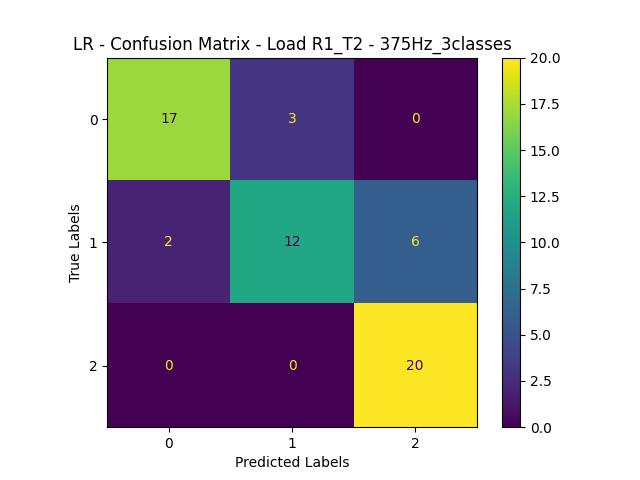 LR - Confusion Matrix - Load R1_T2 - 375Hz_3classes
20.0
17.5
15.0
12.5
10.0
7.5
5.0
2.5
0.0
True Labels
0
17 3 0
1
2 12 6
2
0 0 20
0 1 2
Predicted Labels